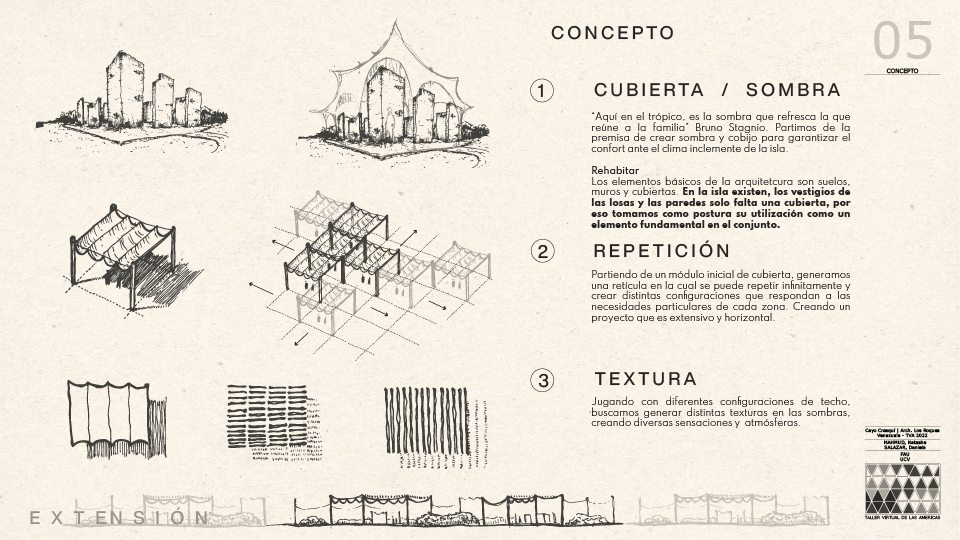 CONCEPTO
05
CONCEPTO
1
CUBIERTA / SOMBRA
"Aquí en el trópico, es la sombra que refresca la que
reúne a la familia" Bruno Stagnio. Partimos de la
premisa de crear sombra y cobijo para garantizar el
confort ante el clima inclemente de la isla.
Rehabitar
Los elementos básicos de la arquitetcura son suelos,
muros y cubiertas. En la isla existen, los vestigios de
las losas y las paredes solo falta una cubierta, por
eso tomamos como postura su utilización como un
elemento fundamental en el conjunto.
2
REPETICIÓN
Partiendo de un módulo inicial de cubierta, generamos
una retícula en la cual se puede repetir infinitamente y
crear distintas configuraciones que respondan a las
necesidades particulares de cada zona. Creando un
proyecto que es extensivo y horizontal.
3
TEXTURA
Jugando con diferentes configuraciones de techo,
buscamos generar distintas texturas en las sombras,
creando diversas sensaciones y atmósferas.
EXTENSIÓN
Cayo Crasquí | Arch. Los Roques
Venezuela - TVA 2022
MAHMUD, Natasha
SALAZAR, Daniela
FAU
UCV
TALLER VIRTUAL DE LAS AMERICAS